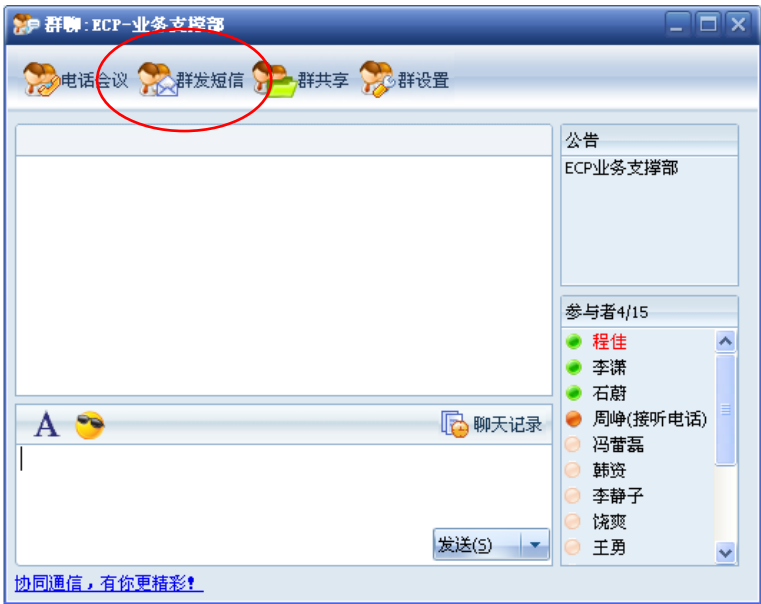 群聊:ECP-业务支撑部
电话会议 群发短信 群共享 群设置
公告
ECP业务支撑部
参与者4/15
程佳
李潇
石蔚
周峥(接听电话)
冯蕾磊
韩资
李静子
饶爽
王勇
A
聊天记录
发送(S)
协同通信，有你更精彩！